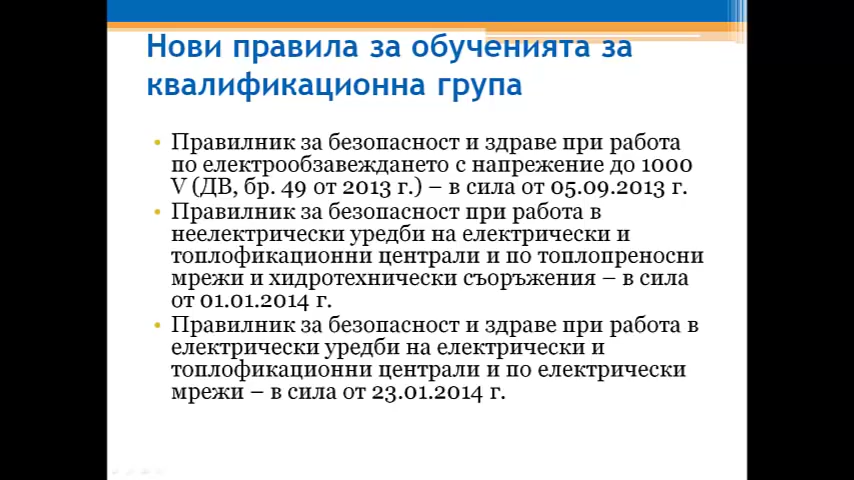 Нови правила за обученията за
квалификационна група
• Правилник за безопасност и здраве при работа
по електрообзавеждането с напрежение до 1000
V (ДВ, бр. 49 от 2013 г.) – в сила от 05.09.2013 г.
• Правилник за безопасност при работа в
неелектрически уредби на електрически и
топлофикационни централи и по топлопреносни
мрежи и хидротехнически съоръжения – в сила
от 01.01.2014 г.
• Правилник за безопасност и здраве при работа в
електрически уредби на електрически и
топлофикационни централи и по електрически
мрежи – в сила от 23.01.2014 г.